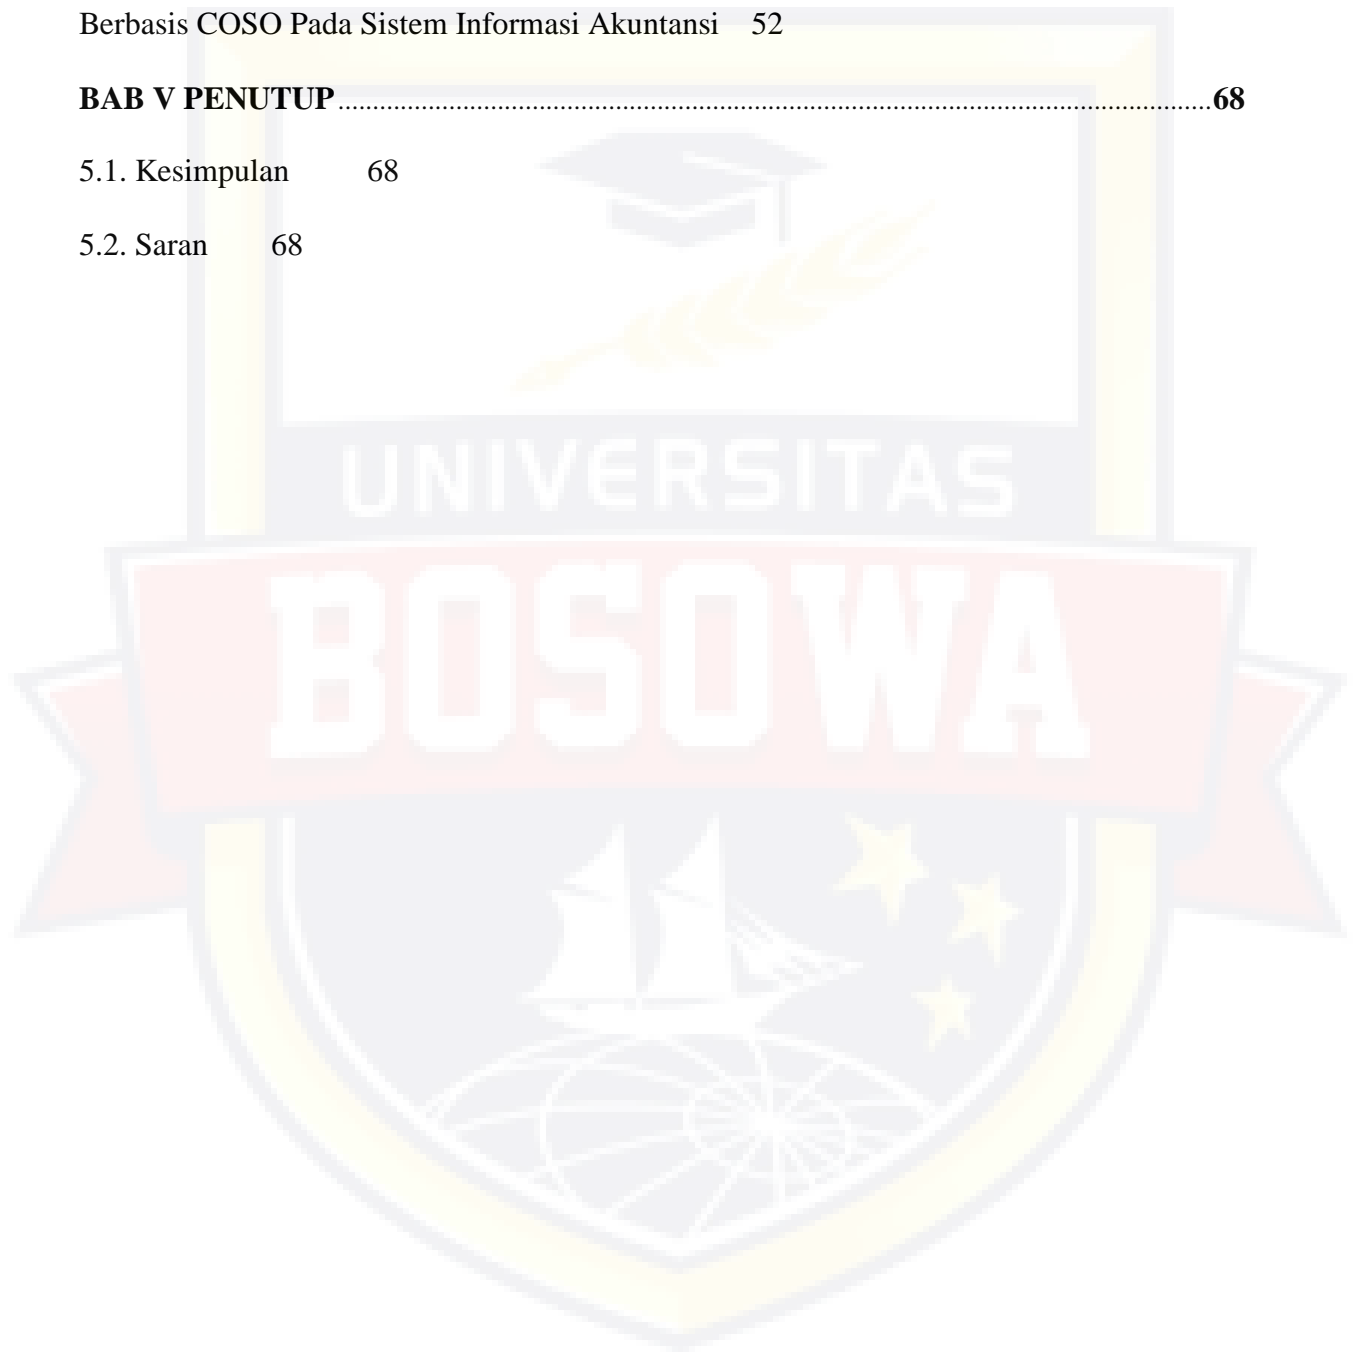 Berbasis COSO Pada Sistem Informasi Akuntansi 52
BAB V PENUTUP................................................................................................................................68
5.1. Kesimpulan 68
5.2. Saran 68
UNIVERSITAS
BOSOWA